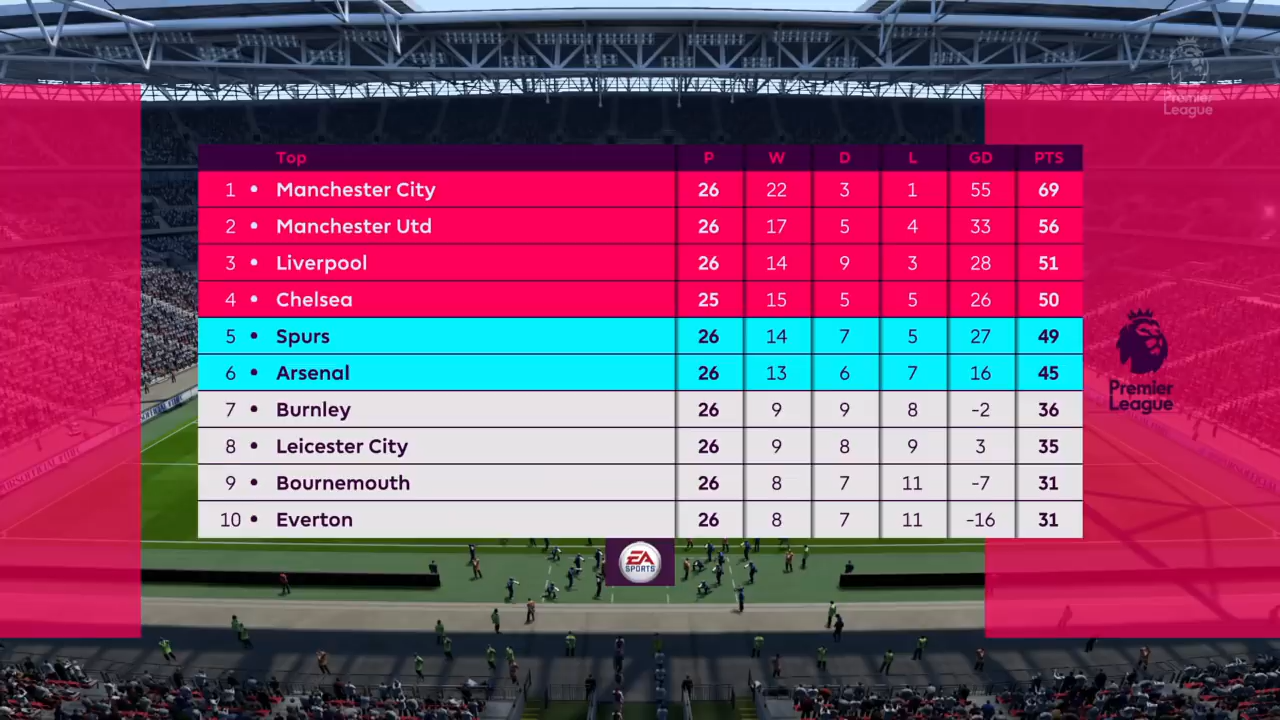 Premier
League
Top P W D L GD PTS
1 • Manchester City 26 22 3 1 55 69
2 • Manchester Utd 26 17 5 4 33 56
3 • Liverpool 26 14 9 3 28 51
4 • Chelsea 25 15 5 5 26 50
5 • Spurs 26 14 7 5 27 49
6 • Arsenal 26 13 6 7 16 45
7 • Burnley 26 9 9 8 -2 36
8 • Leicester City 26 9 8 9 3 35
9 • Bournemouth 26 8 7 11 -7 31
10 • Everton 26 8 7 11 -16 31
Premier
League
EA
SPORTS